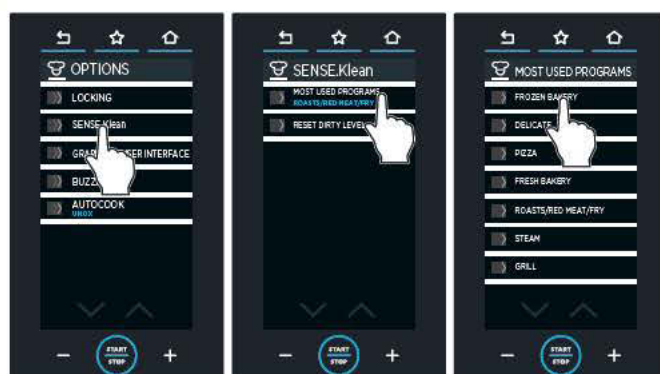 OPTIONS
LOCKING
SENSE.Klean
USER INTERFACE
AUTOCOOK
UNOX
START
STOP
SENSE.Klean
MOST USED PROGRAMS
ROASTS/RED MEAT/FRY
RESET DIRTY LEVEL
START
STOP
MOST USED PROGRAMS
FROZEN BAKERY
DELICATE
PIZZA
FRESH BAKERY
ROASTS/RED MEAT/FRY
STEAM
GRILL
START
STOP